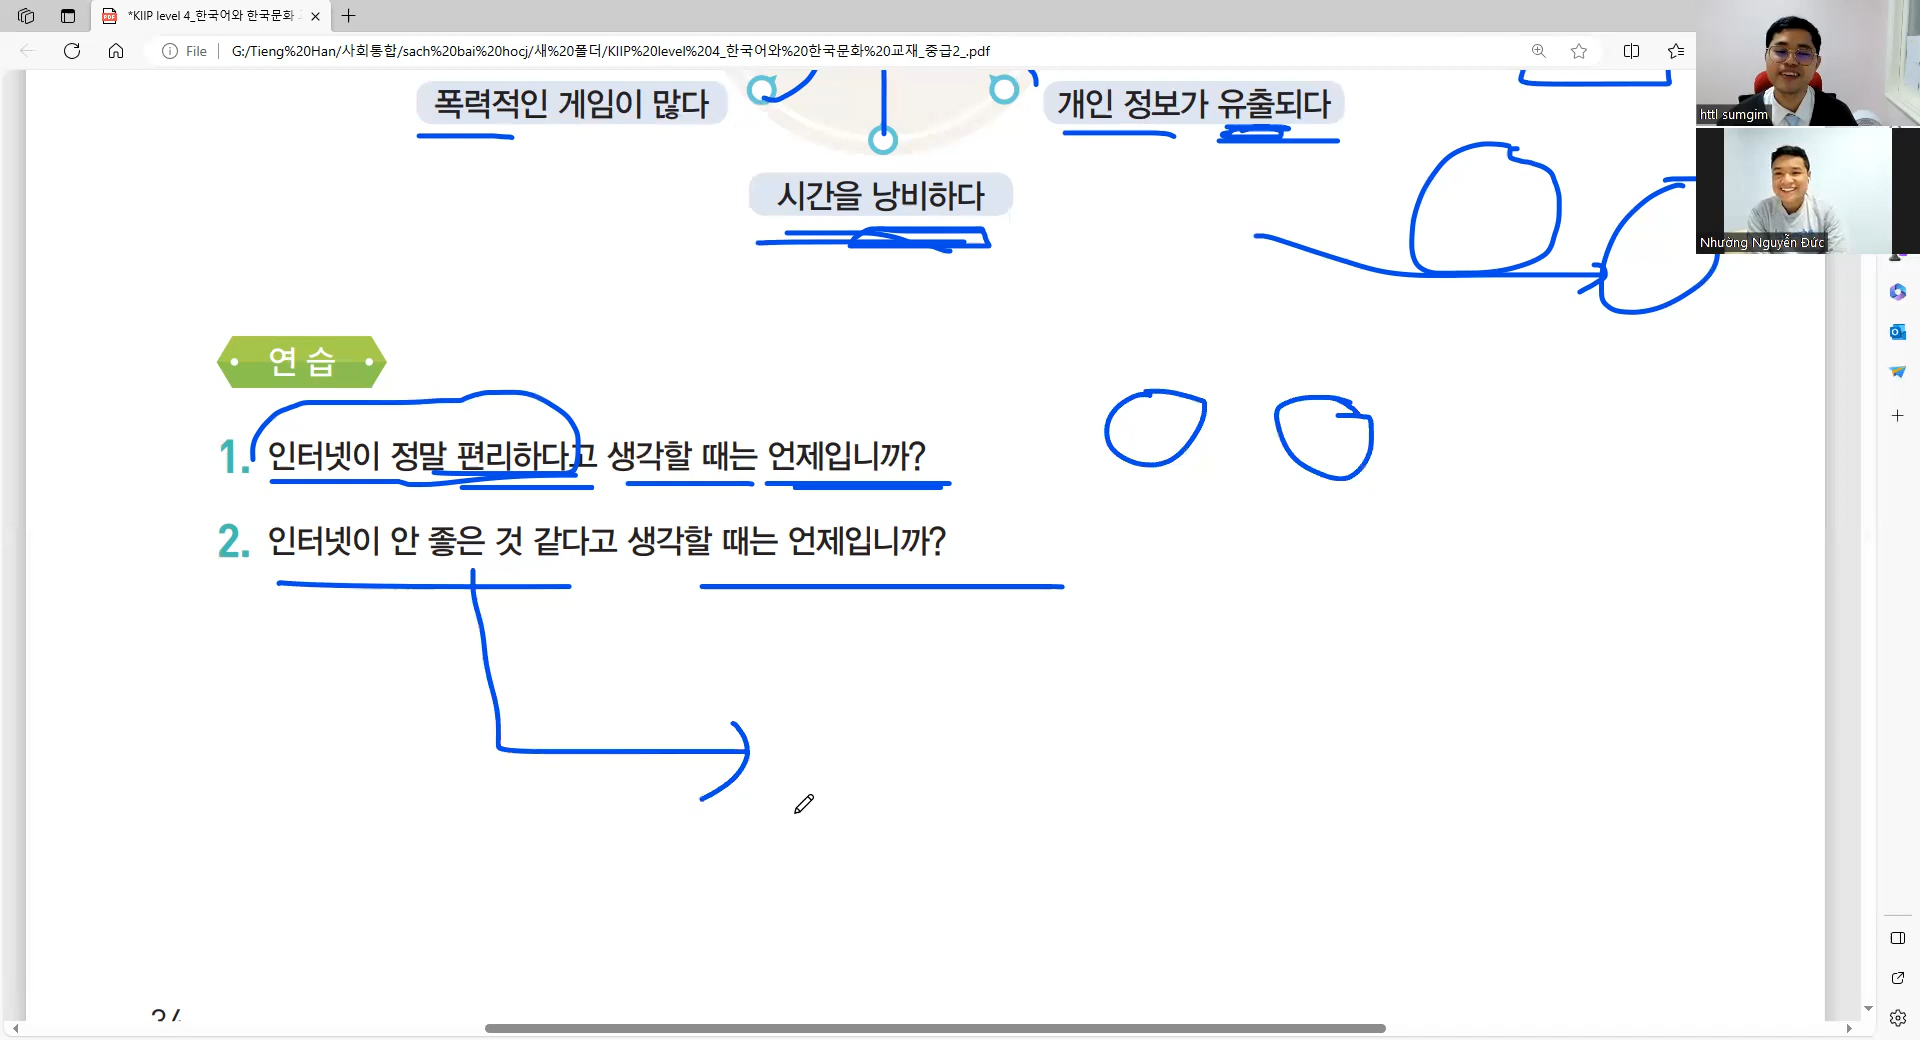 *KIIP level 4_한국어와 한국문화
File
G:/Tieng%20Han/사회통합/sach%20bai%20hocj/새%20폴더/KIIP%20level%204_한국어와%20한국문화%20교재_중급2_.pdf
httl sumgim
Nhường Nguyễn Đức
폭력적인 게임이 많다
개인 정보가 유출되다
시간을 낭비하다
연습
1. 인터넷이 정말 편리하다고 생각할 때는 언제입니까?
2. 인터넷이 안 좋은 것 같다고 생각할 때는 언제입니까?